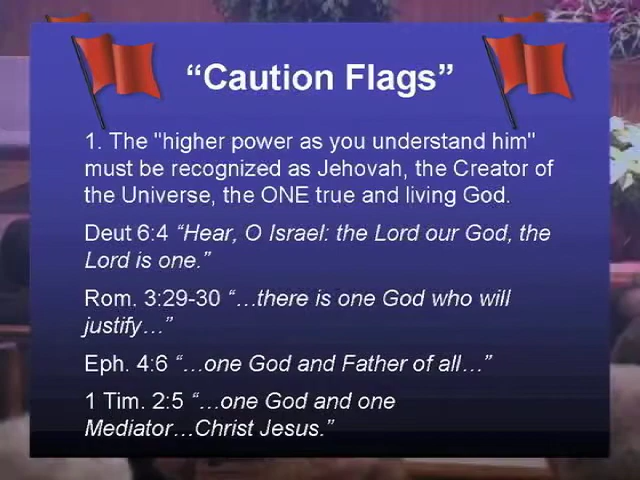 “Caution Flags”
1. The "higher power as you understand him"
must be recognized as Jehovah, the Creator of
the Universe, the ONE true and living God.
Deut 6:4 “Hear, O Israel: the Lord our God, the
Lord is one.”
Rom. 3:29-30 “…there is one God who will
justify…”
Eph. 4:6 “…one God and Father of all…”
1 Tim. 2:5 “…one God and one
Mediator…Christ Jesus.”